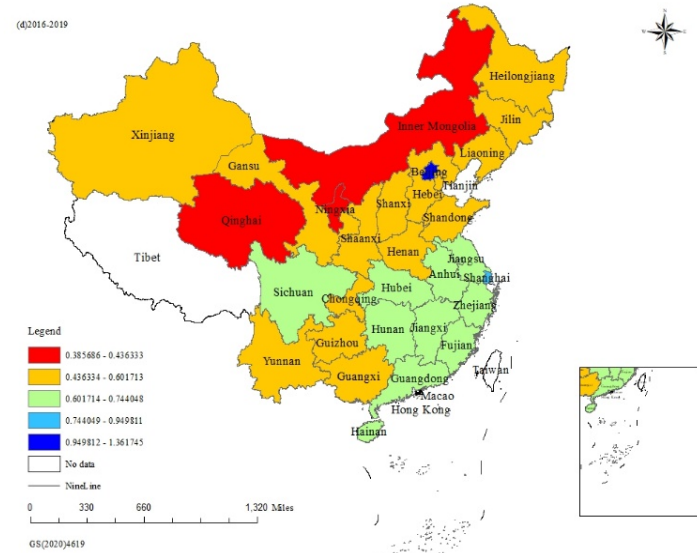 (d)2016-2019
N
W
E
S
Heilongjiang
Jilin
Liaoning
Inner Mongolia
Xinjiang
Gansu
Beijing
Tianjin
Hebei
Shanxi
Shandong
Ningxia
Qinghai
Shaanxi
Henan
Tibet
Jiangsu
Anhui
Shanghai
Sichuan
Hubei
Chongqing
Zhejiang
Hunan
Jiangxi
Guizhou
Fujian
Yunnan
Guangxi
Guangdong
Taiwan
Macao
Hong Kong
Hainan
Legend
0.385686 - 0.436333
0.436334 - 0.601713
0.601714 - 0.744048
0.744049 - 0.949811
0.949812 - 1.361745
No data
NineLine
0 330 660 1,320 Miles
GS(2020)4619